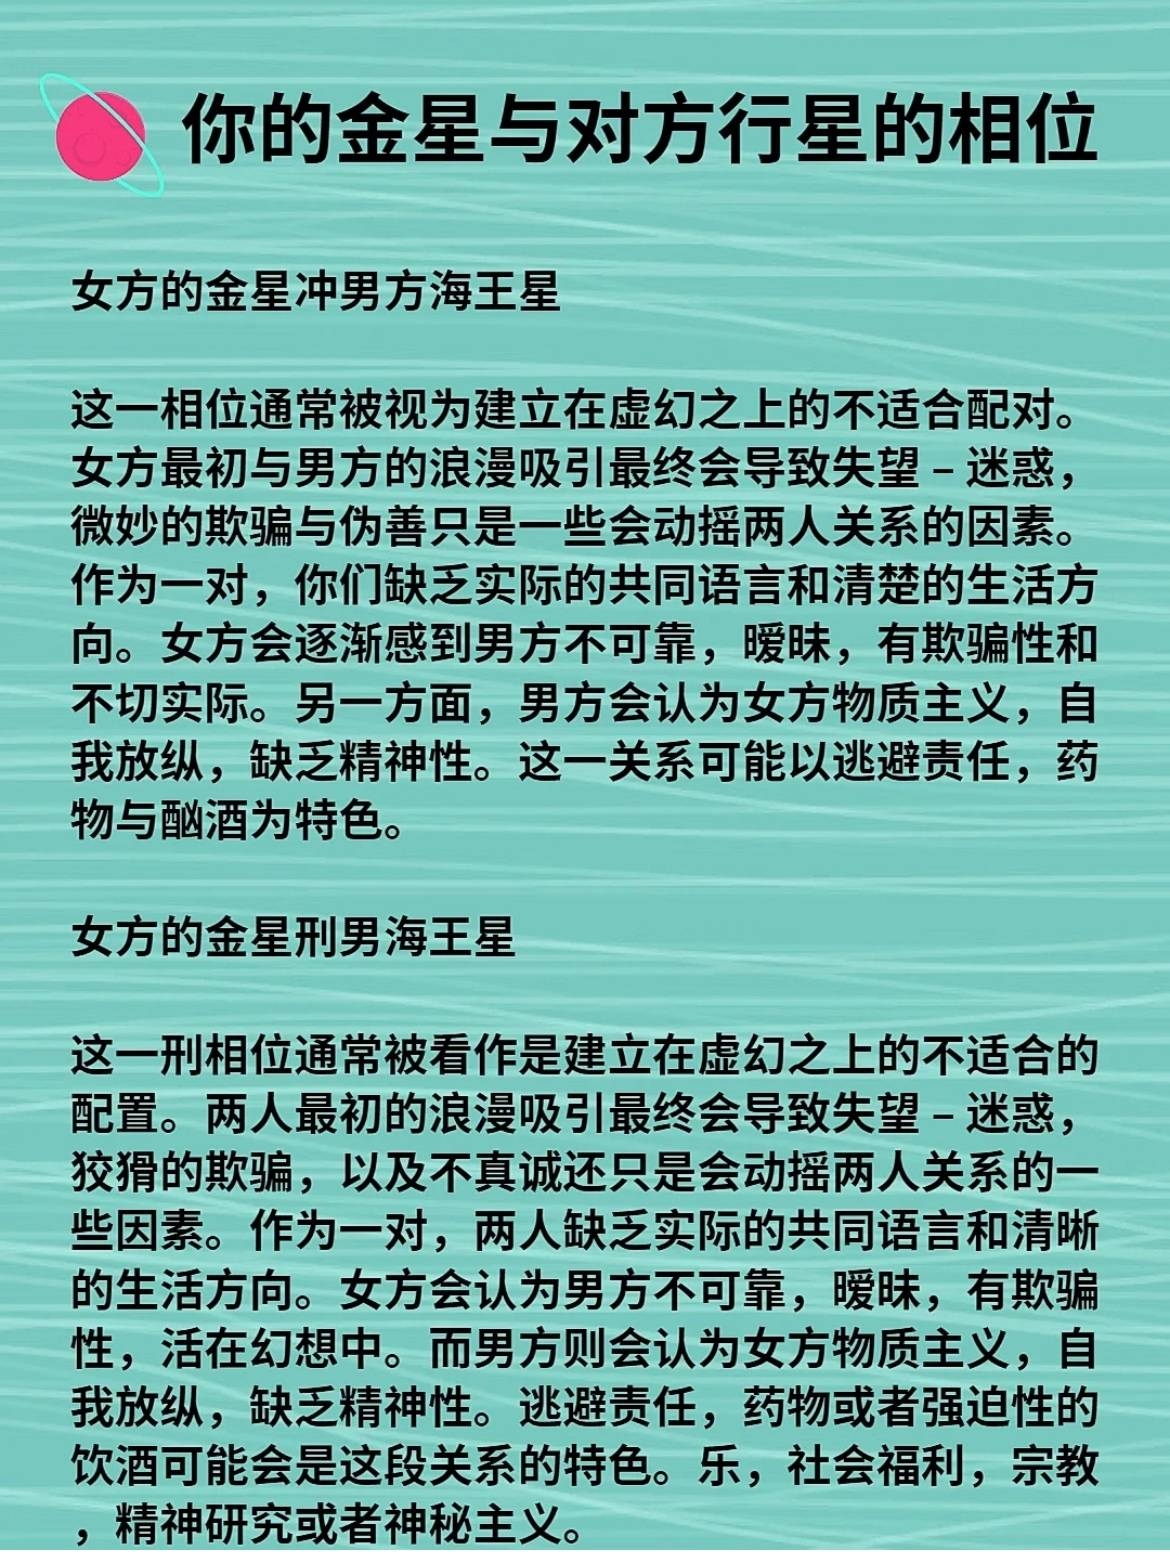 你的金星与对方行星的相位
女方的金星冲男方海王星
这一相位通常被视为建立在虚幻之上的不适合配对。
女方最初与男方的浪漫吸引最终会导致失望 – 迷惑，
微妙的欺骗与伪善只是一些会动摇两人关系的因素。
作为一对，你们缺乏实际的共同语言和清楚的生活方
向。女方会逐渐感到男方不可靠，暧昧，有欺骗性和
不切实际。另一方面，男方会认为女方物质主义，自
我放纵，缺乏精神性。这一关系可能以逃避责任，药
物与酗酒为特色。
女方的金星刑男海王星
这一刑相位通常被看作是建立在虚幻之上的不适合的
配置。两人最初的浪漫吸引最终会导致失望 – 迷惑，
狡猾的欺骗，以及不真诚还只是会动摇两人关系的一
些因素。作为一对，两人缺乏实际的共同语言和清晰
的生活方向。女方会认为男方不可靠，暧昧，有欺骗
性，活在幻想中。而男方则会认为女方物质主义，自
我放纵，缺乏精神性。逃避责任，药物或者强迫性的
饮酒可能会是这段关系的特色。乐，社会福利，宗教
，精神研究或者神秘主义。